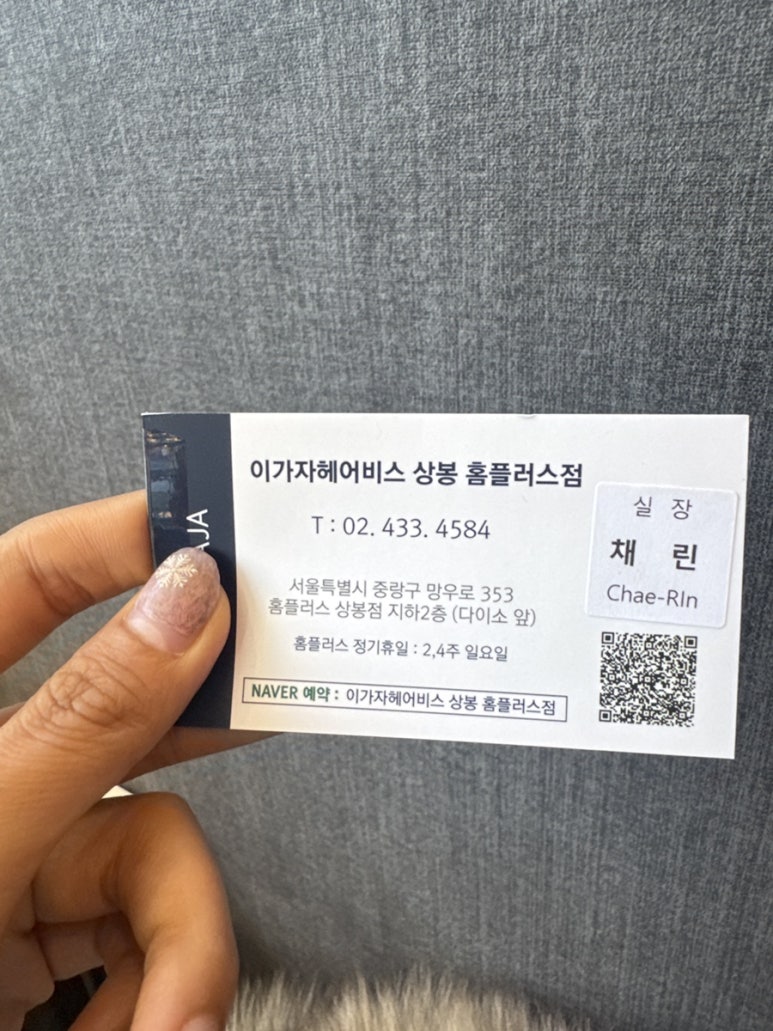 이가자헤어비스 상봉 홈플러스점
T : 02. 433. 4584
서울특별시 중랑구 망우로 353
홈플러스 상봉점 지하2층 (다이소 앞)
홈플러스 정기휴일 : 2,4주 일요일
NAVER 예약 : 이가자헤어비스 상봉 홈플러스점
실 장
채 린
Chae-RIn